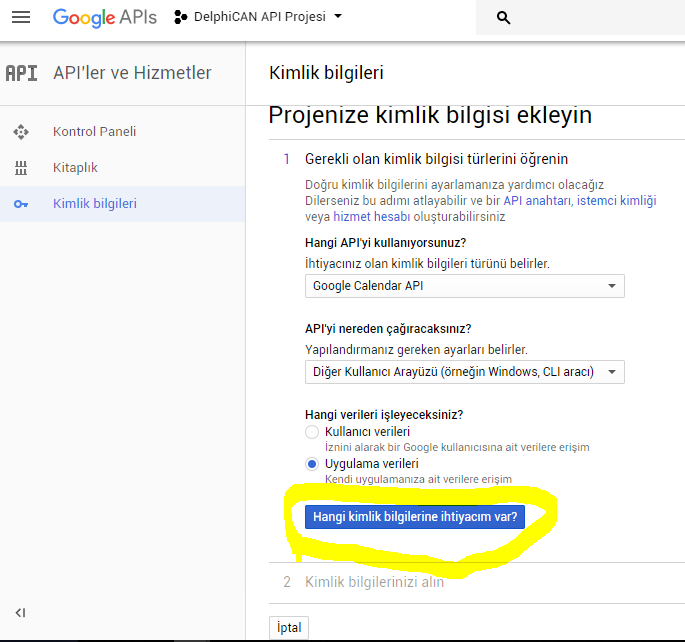 Google APIs DelphiCAN API Projesi
API API'ler ve Hizmetler
Kontrol Paneli
Kitaplık
Kimlik bilgileri
Kimlik bilgileri
Projenize kimlik bilgisi ekleyin
1 Gerekli olan kimlik bilgisi türlerini öğrenin
Doğru kimlik bilgilerini ayarlamanıza yardımcı olacağız
Dilerseniz bu adımı atlayabilir ve bir API anahtarı, istemci kimliği
veya hizmet hesabı oluşturabilirsiniz
Hangi API'yi kullanıyorsunuz?
İhtiyacınız olan kimlik bilgileri türünü belirler.
Google Calendar API
API'yi nereden çağıracaksınız?
Yapılandırmanız gereken ayarları belirler.
Diğer Kullanıcı Arayüzü (örneğin Windows, CLI aracı)
Hangi verileri işleyeceksiniz?
Kullanıcı verileri
İznini alarak bir Google kullanıcısına ait verilere erişim
Uygulama verileri
Kendi uygulamanıza ait verilere erişim
Hangi kimlik bilgilerine ihtiyacım var?
2 Kimlik bilgilerinizi alın
İptal